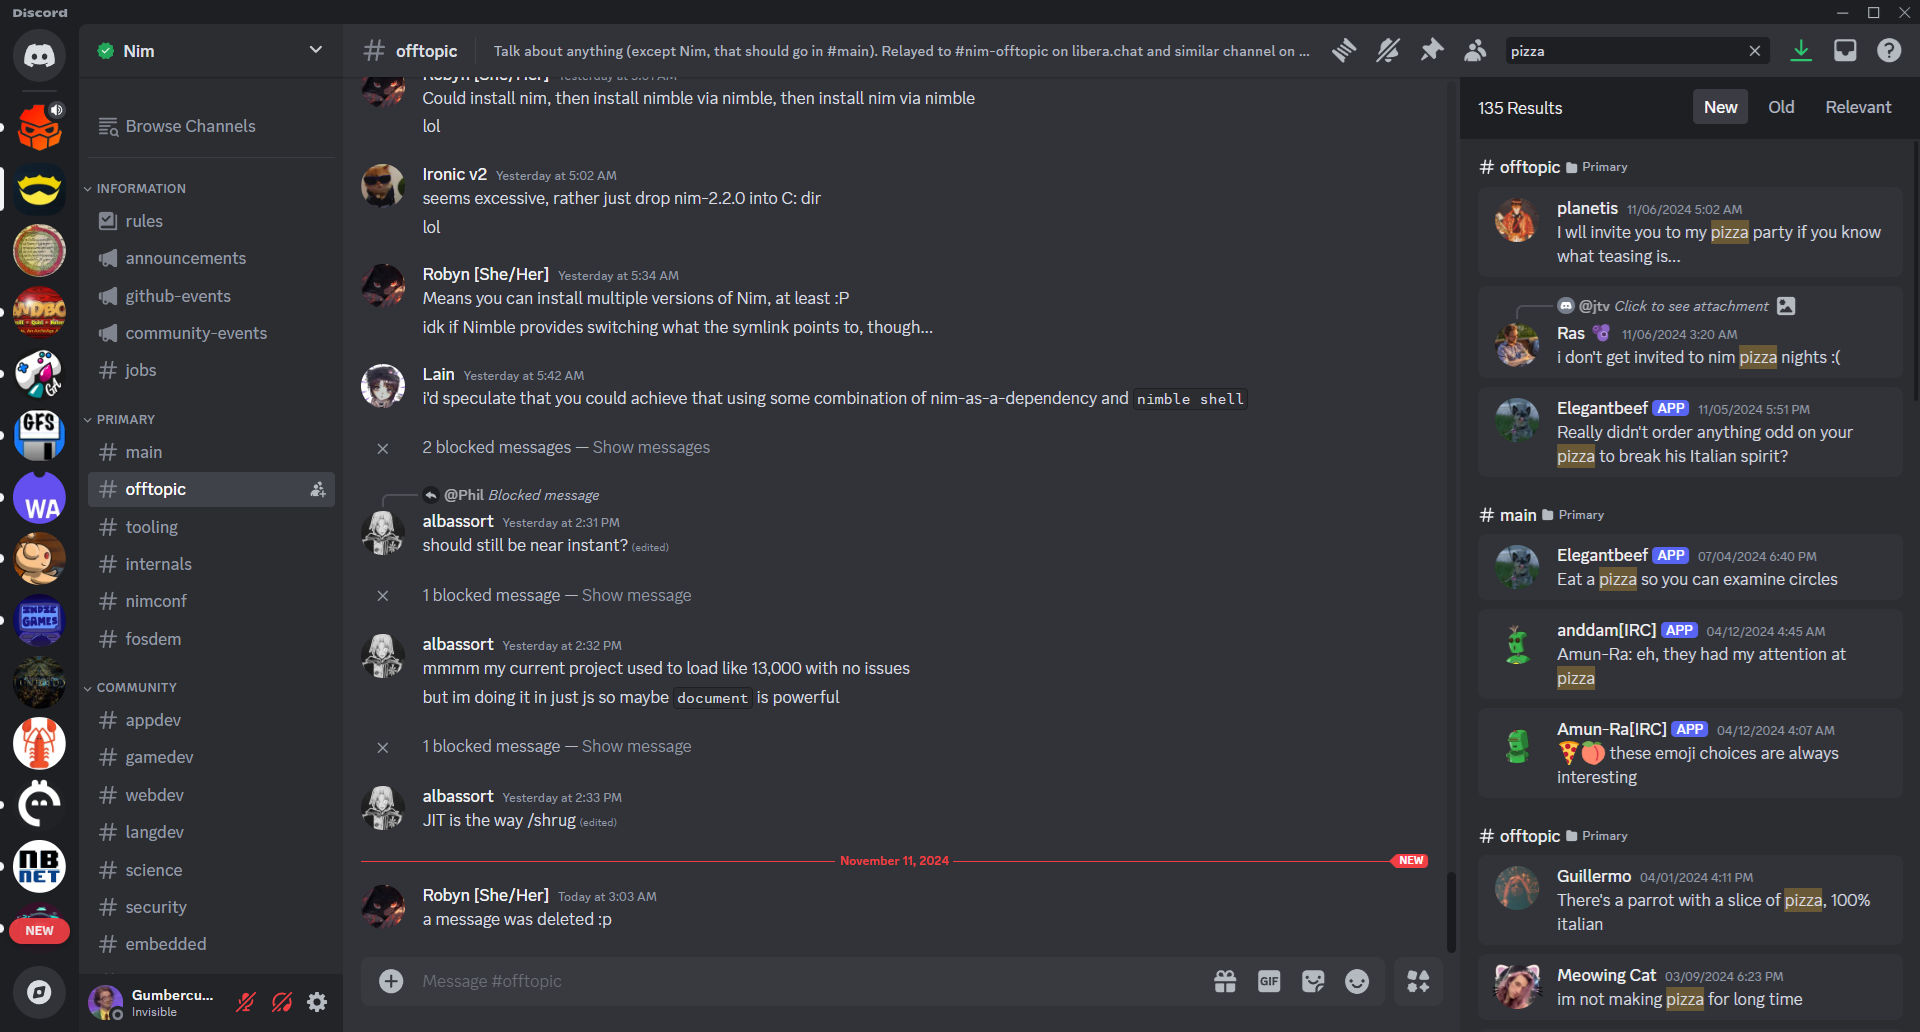 Discord
Nim
Browse Channels
INFORMATION
rules
announcements
github-events
community-events
jobs
PRIMARY
main
offtopic
tooling
internals
nimconf
fosdem
COMMUNITY
appdev
gamedev
webdev
langdev
science
security
embedded
GFS
WA
INDIE
GAMES
NB
NET
NEW
Gumbercu...
Invisible
offtopic
Talk about anything (except Nim, that should go in #main). Relayed to #nim-offtopic on libera.chat and similar channel on ...
pizza
Robyn [She/Her] Yesterday at 5:01 AM
Could install nim, then install nimble via nimble, then install nim via nimble
lol
Ironic v2 Yesterday at 5:02 AM
seems excessive, rather just drop nim-2.2.0 into C: dir
lol
Robyn [She/Her] Yesterday at 5:34 AM
Means you can install multiple versions of Nim, at least :P
idk if Nimble provides switching what the symlink points to, though...
Lain Yesterday at 5:42 AM
i'd speculate that you could achieve that using some combination of nim-as-a-dependency and nimble shell
2 blocked messages — Show messages
@Phil Blocked message
albassort Yesterday at 2:31 PM
should still be near instant? (edited)
1 blocked message — Show message
albassort Yesterday at 2:32 PM
mmmm my current project used to load like 13,000 with no issues
but im doing it in just js so maybe document is powerful
1 blocked message — Show message
albassort Yesterday at 2:33 PM
JIT is the way /shrug (edited)
November 11, 2024 NEW
Robyn [She/Her] Today at 3:03 AM
a message was deleted :p
Message #offtopic
GIF
135 Results
New Old Relevant
# offtopic Primary
planetis 11/06/2024 5:02 AM
I wll invite you to my pizza party if you know
what teasing is...
@jtv Click to see attachment
Ras 11/06/2024 3:20 AM
i don't get invited to nim pizza nights :(
Elegantbeef APP 11/05/2024 5:51 PM
Really didn't order anything odd on your
pizza to break his Italian spirit?
# main Primary
Elegantbeef APP 07/04/2024 6:40 PM
Eat a pizza so you can examine circles
anddam[IRC] APP 04/12/2024 4:45 AM
Amun-Ra: eh, they had my attention at
pizza
Amun-Ra[IRC] APP 04/12/2024 4:07 AM
🍕🍑 these emoji choices are always
interesting
# offtopic Primary
Guillermo 04/01/2024 4:11 PM
There's a parrot with a slice of pizza, 100%
italian
Meowing Cat 03/09/2024 6:23 PM
im not making pizza for long time